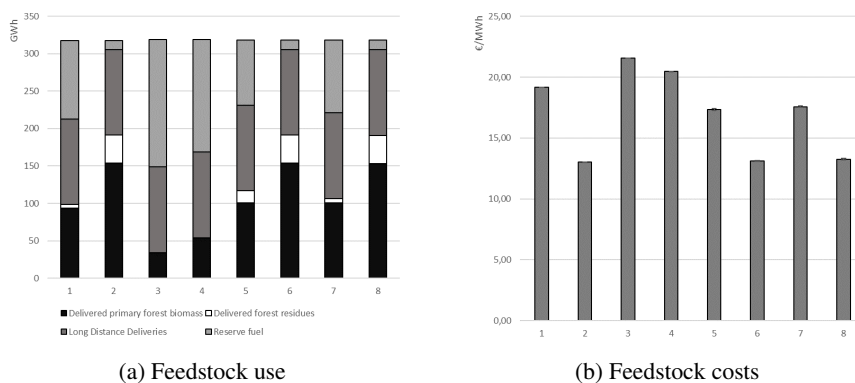 GWh
350
300
250
200
150
100
50
0
1 2 3 4 5 6 7 8
Delivered primary forest biomass Delivered forest residues
Long Distance Deliveries Reserve fuel
(a) Feedstock use
€/MWh
25,00
20,00
15,00
10,00
5,00
0,00
1 2 3 4 5 6 7 8
(b) Feedstock costs